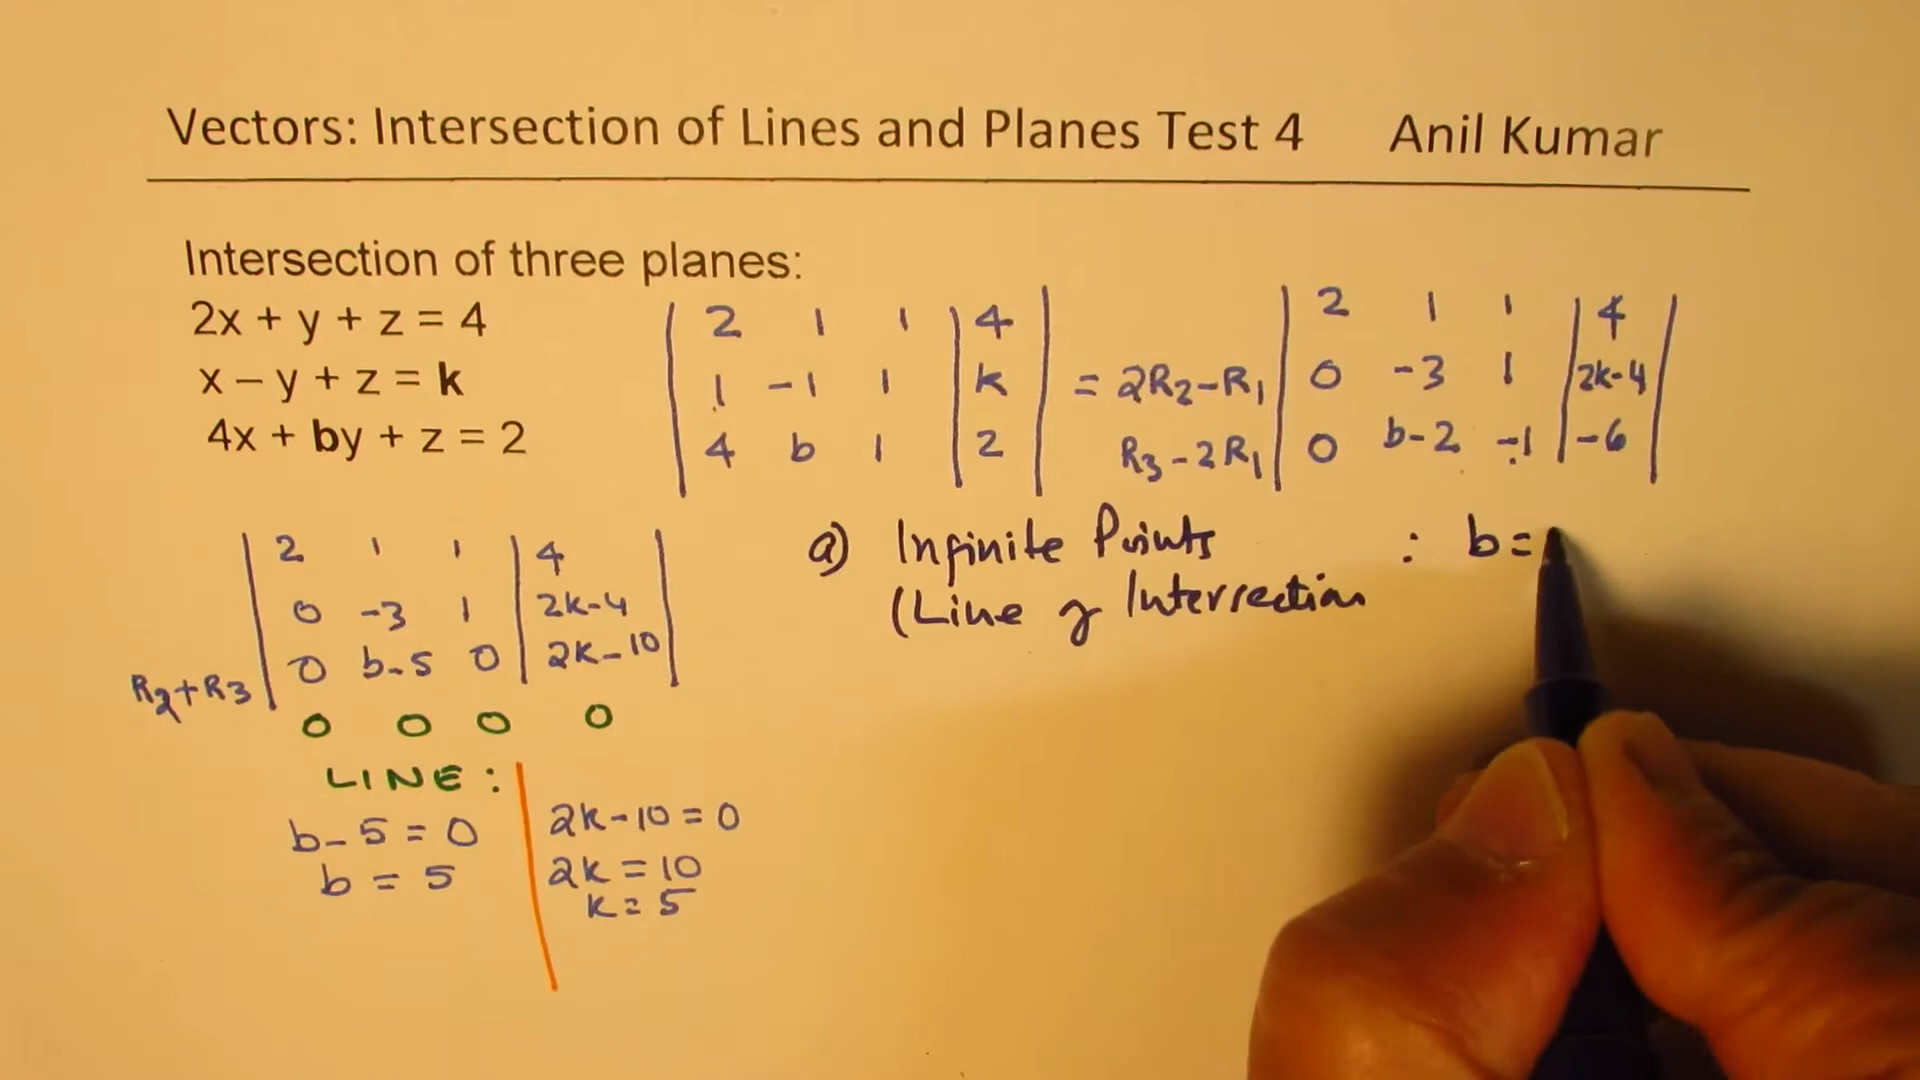 Vectors: Intersection of Lines and Planes Test 4 Anil Kumar
Intersection of three planes:
2x + y + z = 4
x – y + z = k
4x + by + z = 2
2 1 1 | 4
1 -1 1 | k
4 b 1 | 2
= 2R₂-R₁
R₃-2R₁
2 1 1 | 4
0 -3 1 | 2k-4
0 b-2 -1 | -6
2 1 1 | 4
0 -3 1 | 2k-4
R₂+R₃ 0 b-5 0 | 2k-10
0 0 0 0
LINE:
b-5=0
b = 5
2k-10=0
2k=10
k=5
a) Infinite Points : b=
(Line of Intersection